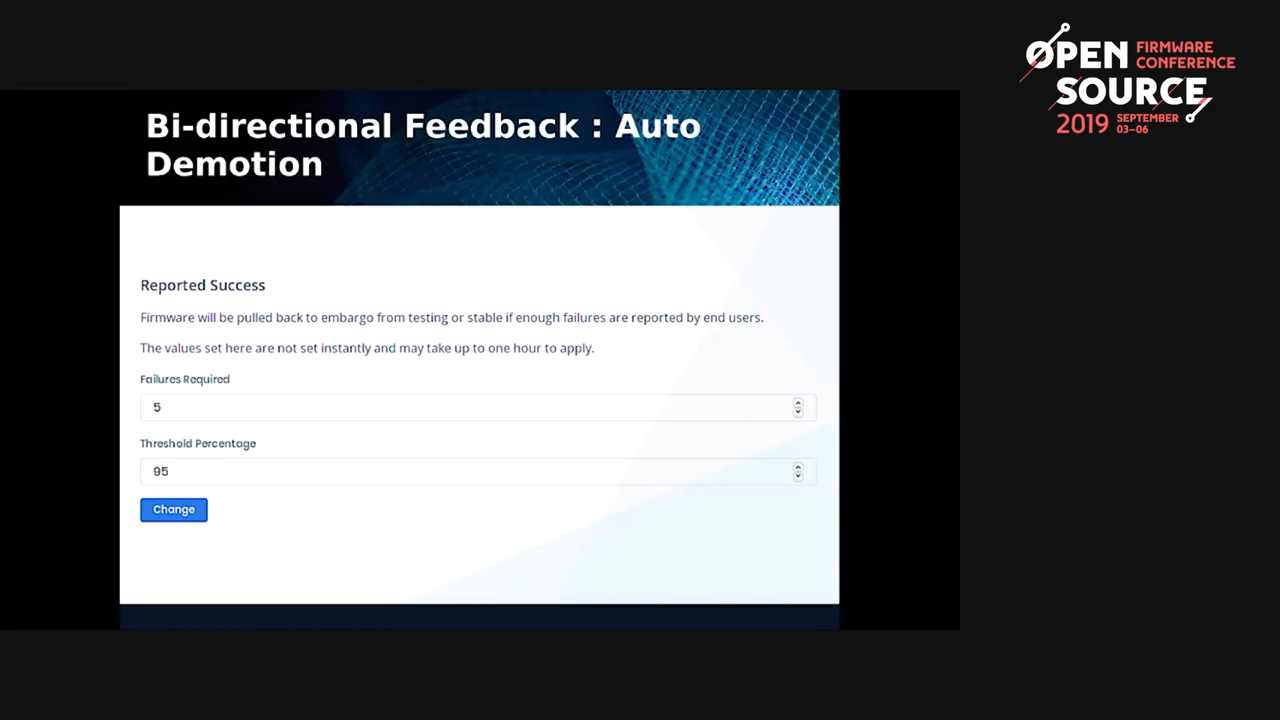 OPEN FIRMWARE
CONFERENCE
SOURCE
2019 SEPTEMBER
03–06
Bi-directional Feedback : Auto
Demotion
Reported Success
Firmware will be pulled back to embargo from testing or stable if enough failures are reported by end users.
The values set here are not set instantly and may take up to one hour to apply.
Failures Required
5
Threshold Percentage
95
Change